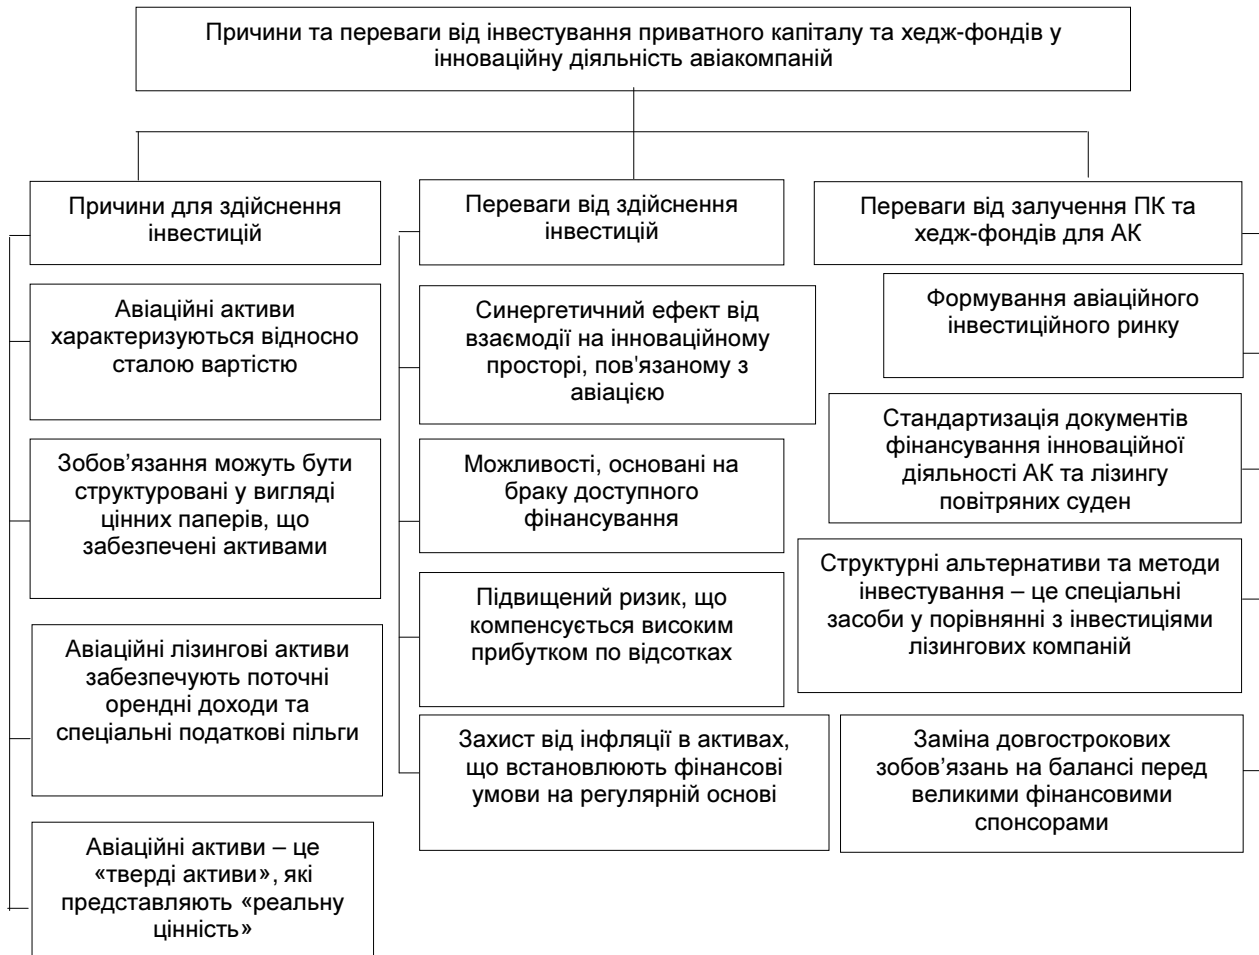 Причини та переваги від інвестування приватного капіталу та хедж-фондів у
інноваційну діяльність авіакомпаній
Причини для здійснення
інвестицій
Авіаційні активи
характеризуються відносно
сталою вартістю
Зобов’язання можуть бути
структуровані у вигляді
цінних паперів, що
забезпечені активами
Авіаційні лізингові активи
забезпечують поточні
орендні доходи та
спеціальні податкові пільги
Авіаційні активи – це
«тверді активи», які
представляють «реальну
цінність»
Переваги від здійснення
інвестицій
Синергетичний ефект від
взаємодії на інноваційному
просторі, пов'язаному з
авіацією
Можливості, основані на
браку доступного
фінансування
Підвищений ризик, що
компенсується високим
прибутком по відсотках
Захист від інфляції в активах,
що встановлюють фінансові
умови на регулярній основі
Переваги від залучення ПК та
хедж-фондів для АК
Формування авіаційного
інвестиційного ринку
Стандартизація документів
фінансування інноваційної
діяльності АК та лізингу
повітряних суден
Структурні альтернативи та методи
інвестування – це спеціальні
засоби у порівнянні з інвестиціями
лізингових компаній
Заміна довгострокових
зобов’язань на балансі перед
великими фінансовими
спонсорами